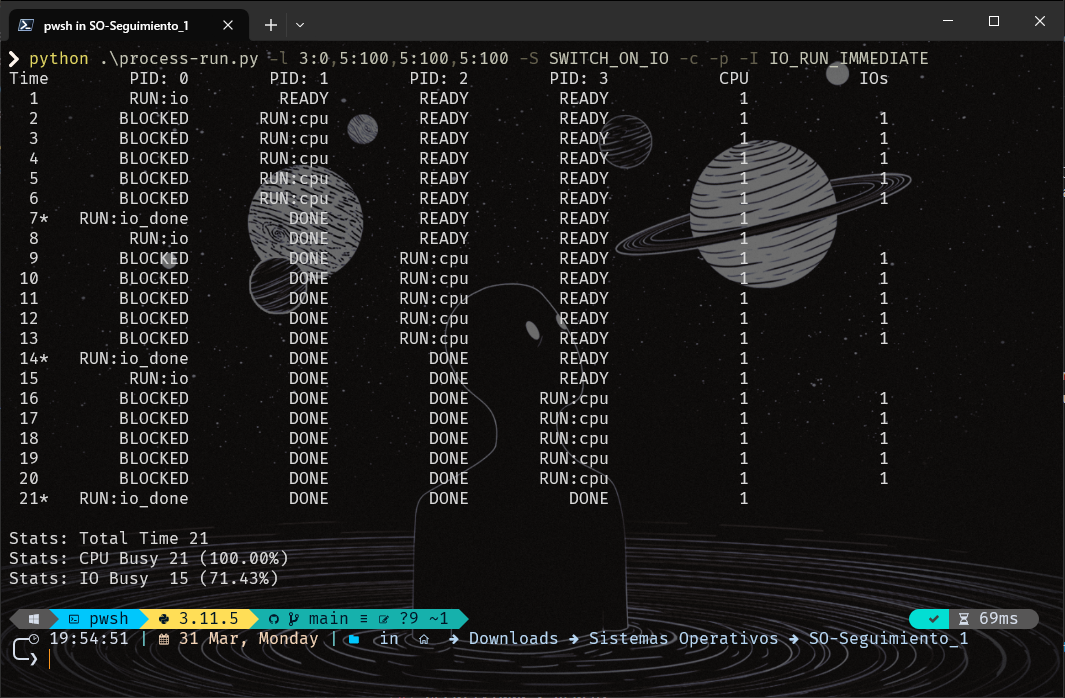 pwsh in SO-Seguimiento_1
python .\process-run.py -l 3:0,5:100,5:100,5:100 -S SWITCH_ON_IO -c -p -I IO_RUN_IMMEDIATE
Time PID: 0 PID: 1 PID: 2 PID: 3 CPU IOs
1 RUN:io READY READY READY 1
2 BLOCKED RUN:cpu READY READY 1 1
3 BLOCKED RUN:cpu READY READY 1 1
4 BLOCKED RUN:cpu READY READY 1 1
5 BLOCKED RUN:cpu READY READY 1 1
6 BLOCKED RUN:cpu READY READY 1 1
7* RUN:io_done DONE READY READY 1
8 RUN:io DONE READY READY 1
9 BLOCKED DONE RUN:cpu READY 1 1
10 BLOCKED DONE RUN:cpu READY 1 1
11 BLOCKED DONE RUN:cpu READY 1 1
12 BLOCKED DONE RUN:cpu READY 1 1
13 BLOCKED DONE RUN:cpu READY 1 1
14* RUN:io_done DONE DONE READY 1
15 RUN:io DONE DONE READY 1
16 BLOCKED DONE DONE RUN:cpu 1 1
17 BLOCKED DONE DONE RUN:cpu 1 1
18 BLOCKED DONE DONE RUN:cpu 1 1
19 BLOCKED DONE DONE RUN:cpu 1 1
20 BLOCKED DONE DONE RUN:cpu 1 1
21* RUN:io_done DONE DONE DONE 1
Stats: Total Time 21
Stats: CPU Busy 21 (100.00%)
Stats: IO Busy 15 (71.43%)
pwsh 3.11.5 main ≡ ?9 ~1 69ms
19:54:51 | 31 Mar, Monday | in → Downloads → Sistemas Operativos → SO-Seguimiento_1